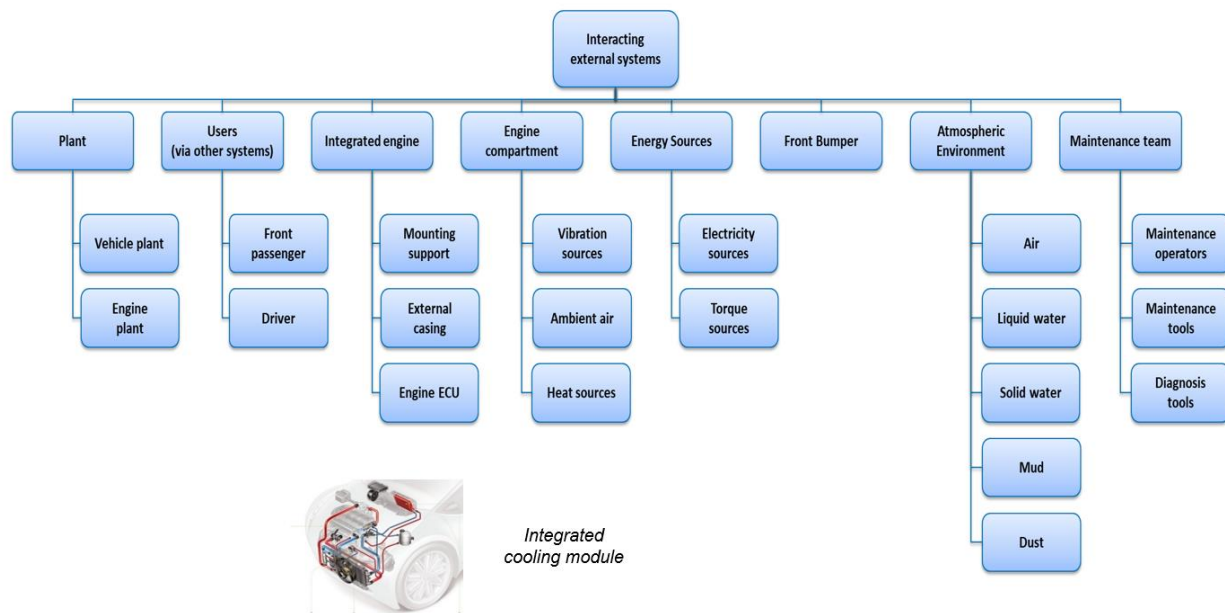 Interacting
external systems
Plant
Users
(via other systems)
Integrated engine
Engine
compartment
Energy Sources
Front Bumper
Atmospheric
Environment
Maintenance team
Vehicle plant
Engine
plant
Front
passenger
Driver
Mounting
support
External
casing
Engine ECU
Vibration
sources
Ambient air
Heat sources
Electricity
sources
Torque
sources
Air
Liquid water
Solid water
Mud
Dust
Maintenance
operators
Maintenance
tools
Diagnosis
tools
Integrated
cooling module